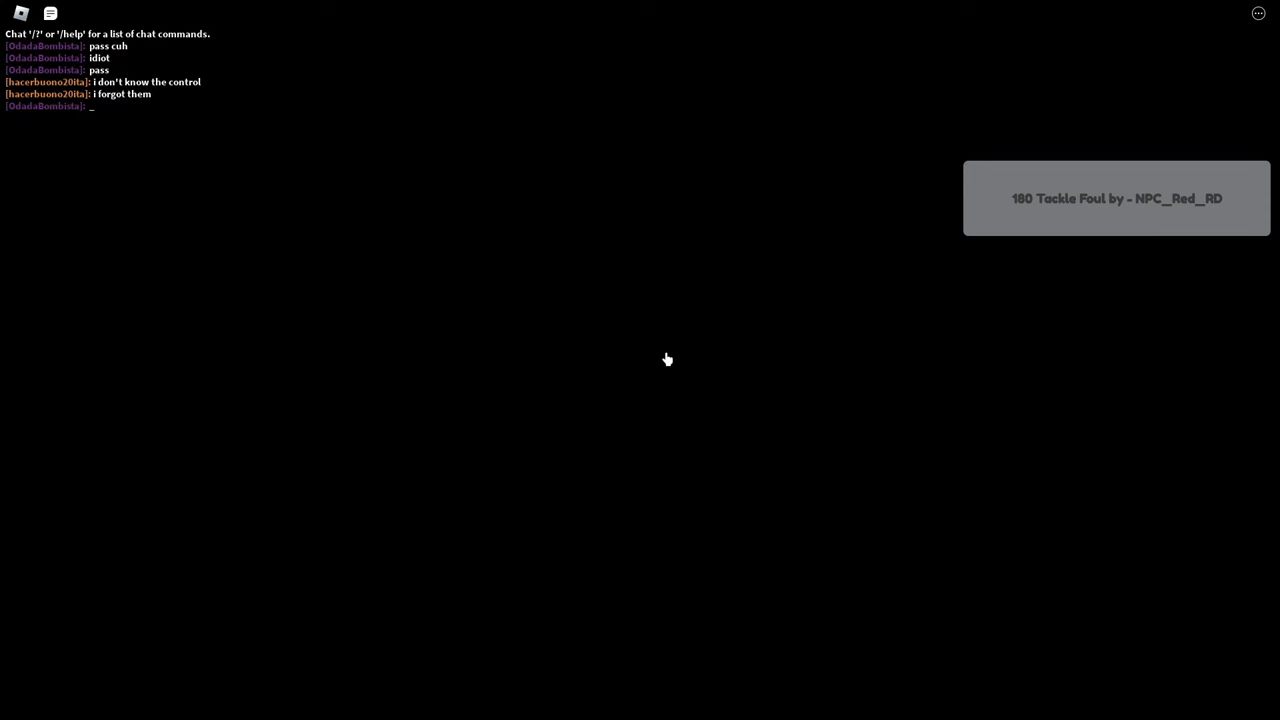 Chat '/?' or '/help' for a list of chat commands.
[OdadaBombista]: pass cuh
[OdadaBombista]: idiot
[OdadaBombista]: pass
[hacerbuono20ita]: i don't know the control
[hacerbuono20ita]: i forgot them
[OdadaBombista]: _
180 Tackle Foul by - NPC_Red_RD